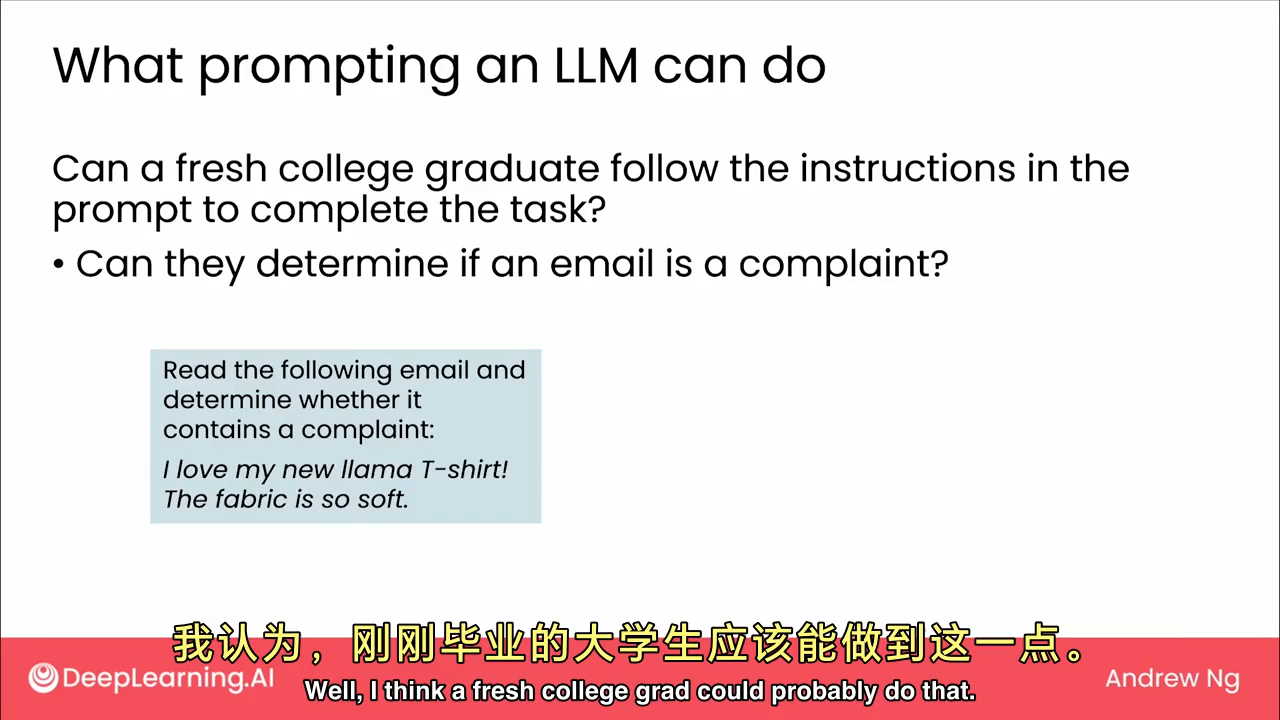 What prompting an LLM can do
Can a fresh college graduate follow the instructions in the
prompt to complete the task?
• Can they determine if an email is a complaint?
Read the following email and
determine whether it
contains a complaint:
I love my new llama T-shirt!
The fabric is so soft.
我认为，刚刚毕业的大学生应该能做到这一点。
DeepLearning.AI
Well, I think a fresh college grad could probably do that.
Andrew Ng